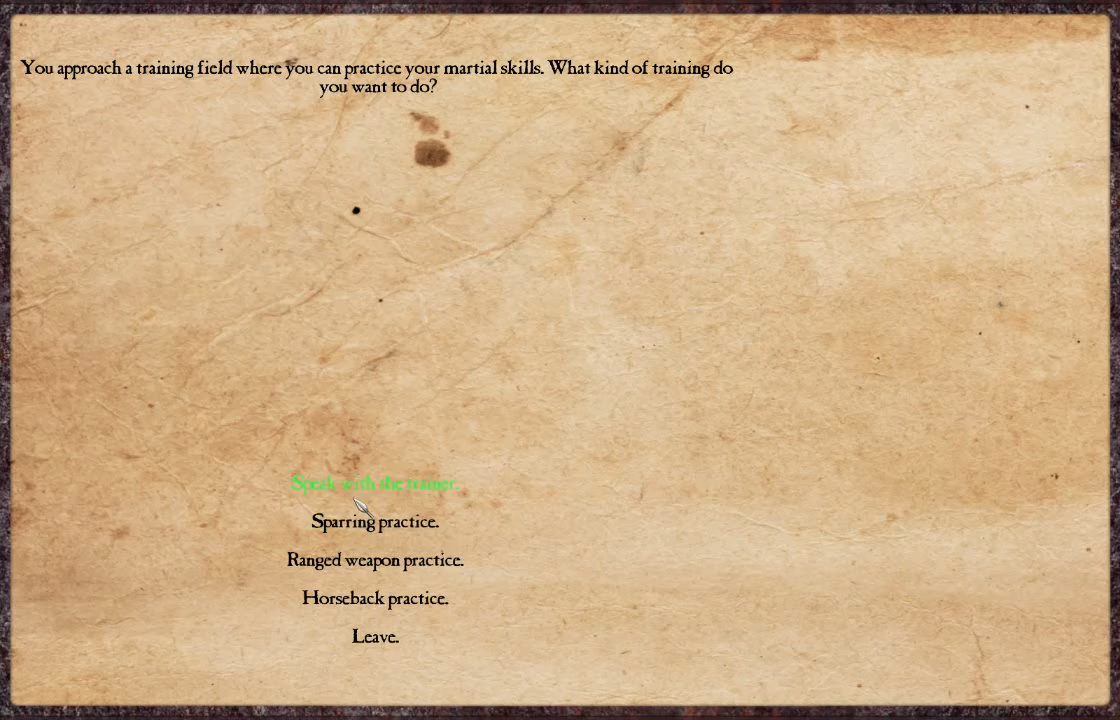 You approach a training field where you can practice your martial skills. What kind of training do
you want to do?
Speak with the trainer.
Sparring practice.
Ranged weapon practice.
Horseback practice.
Leave.